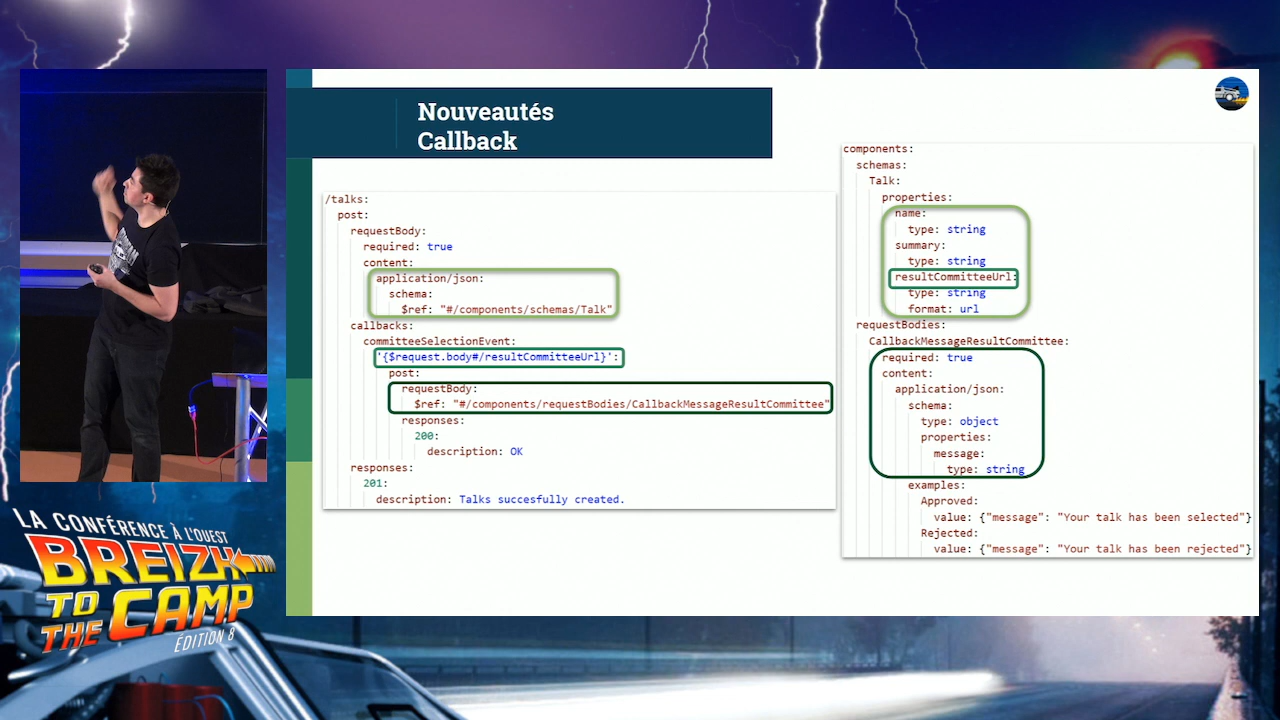 Nouveautés
Callback
/talks:
post:
requestBody:
required: true
content:
application/json:
schema:
$ref: "#/components/schemas/Talk"
callbacks:
committeeSelectionEvent:
'{$request.body#/resultCommitteeUrl}':
post:
requestBody:
$ref: "#/components/requestBodies/CallbackMessageResultCommittee"
responses:
200:
description: OK
responses:
201:
description: Talks succesfully created.
components:
schemas:
Talk:
properties:
name:
type: string
summary:
type: string
resultCommitteeUrl:
type: string
format: url
requestBodies:
CallbackMessageResultCommittee:
required: true
content:
application/json:
schema:
type: object
properties:
message:
type: string
examples:
Approved:
value: {"message": "Your talk has been selected"}
Rejected:
value: {"message": "Your talk has been rejected"}
LA CONFÉRENCE À L'OUEST
BREIZH
TO
THE CAMP
ÉDITION 8